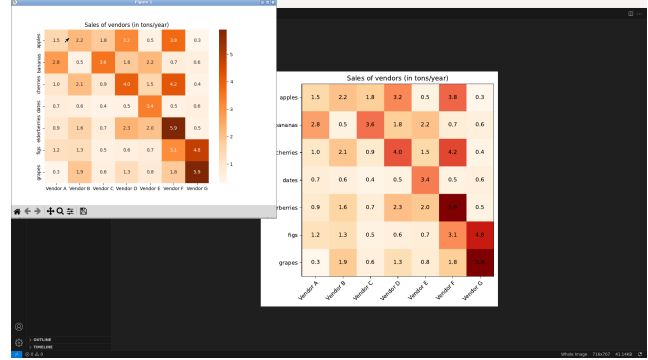 Figure 1
Sales of vendors (in tons/year)
apples 1.5 2.2 1.8 3.2 0.5 3.8 0.3
bananas 2.8 0.5 3.6 1.8 2.2 0.7 0.6
cherries 1.0 2.1 0.9 4.0 1.5 4.2 0.4
dates 0.7 0.6 0.4 0.5 3.4 0.5 0.6
elderberries 0.9 1.6 0.7 2.3 2.0 5.9 0.5
figs 1.2 1.3 0.5 0.6 0.7 3.1 4.8
grapes 0.3 1.9 0.6 1.3 0.8 1.8 5.9
Vendor A Vendor B Vendor C Vendor D Vendor E Vendor F Vendor G
5
4
3
2
1
Sales of vendors (in tons/year)
apples 1.5 2.2 1.8 3.2 0.5 3.8 0.3
ananas 2.8 0.5 3.6 1.8 2.2 0.7 0.6
cherries 1.0 2.1 0.9 4.0 1.5 4.2 0.4
dates 0.7 0.6 0.4 0.5 3.4 0.5 0.6
rberries 0.9 1.6 0.7 2.3 2.0 5.9 0.5
figs 1.2 1.3 0.5 0.6 0.7 3.1 4.8
grapes 0.3 1.9 0.6 1.3 0.8 1.8
Vendor A Vendor B Vendor C Vendor D Vendor E Vendor F Vendor G
OUTLINE
TIMELINE
0 0
Whole Image 716x707 41.14KB